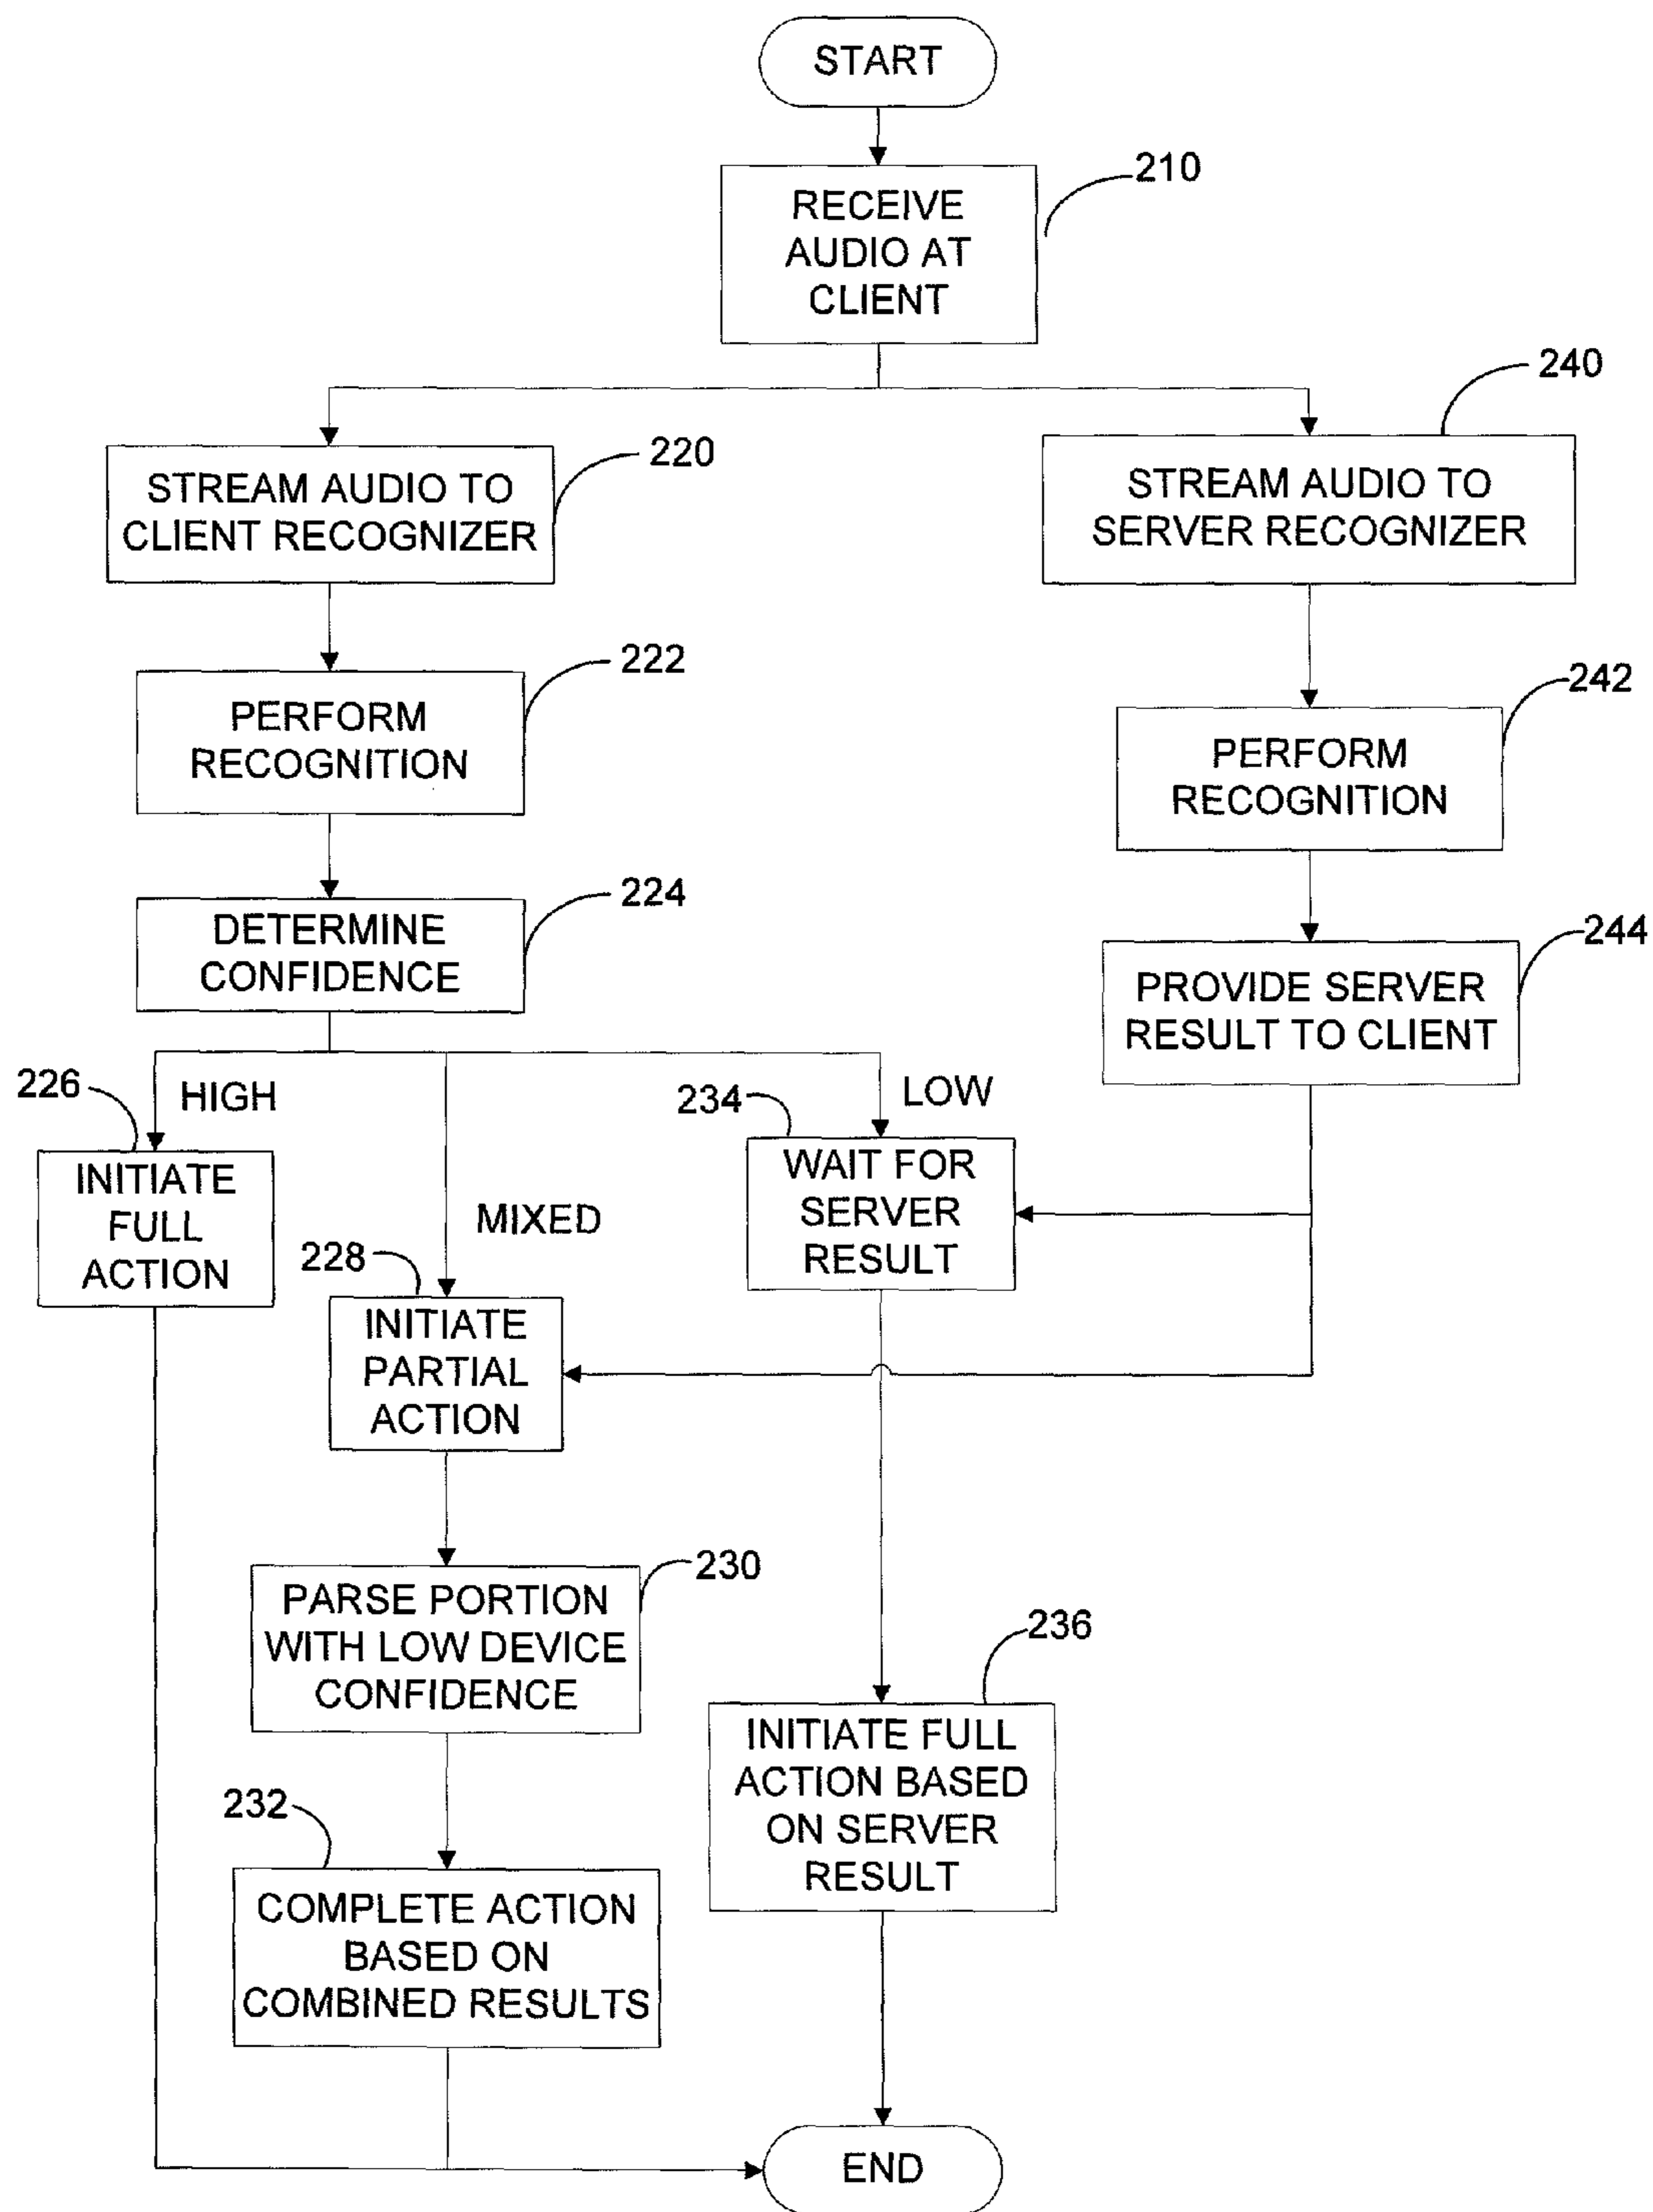 START
210
RECEIVE
AUDIO AT
CLIENT
240
220
STREAM AUDIO TO
CLIENT RECOGNIZER
STREAM AUDIO TO
SERVER RECOGNIZER
222
PERFORM
RECOGNITION
242
PERFORM
RECOGNITION
224
DETERMINE
CONFIDENCE
244
PROVIDE SERVER
RESULT TO CLIENT
226
HIGH
234
LOW
INITIATE
FULL
ACTION
WAIT FOR
SERVER
RESULT
MIXED
228
INITIATE
PARTIAL
ACTION
230
PARSE PORTION
WITH LOW DEVICE
CONFIDENCE
236
INITIATE FULL
ACTION BASED
ON SERVER
RESULT
232
COMPLETE ACTION
BASED ON
COMBINED RESULTS
END